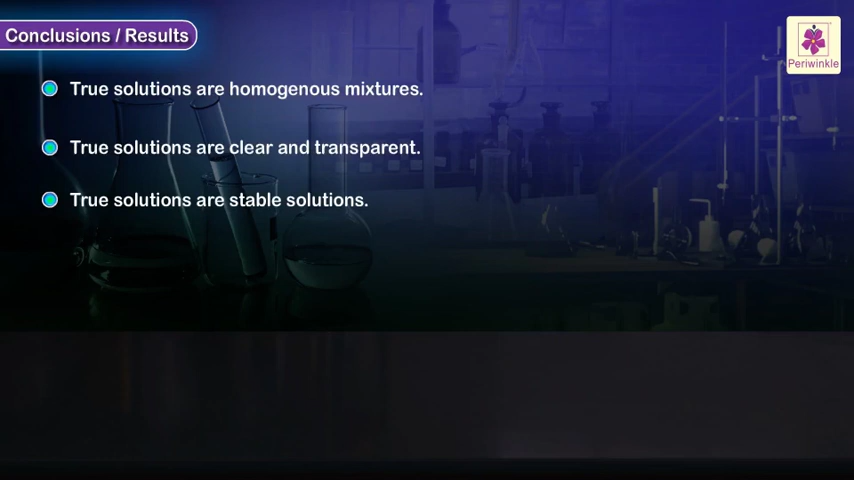 Conclusions / Results
Periwinkle
True solutions are homogenous mixtures.
True solutions are clear and transparent.
True solutions are stable solutions.